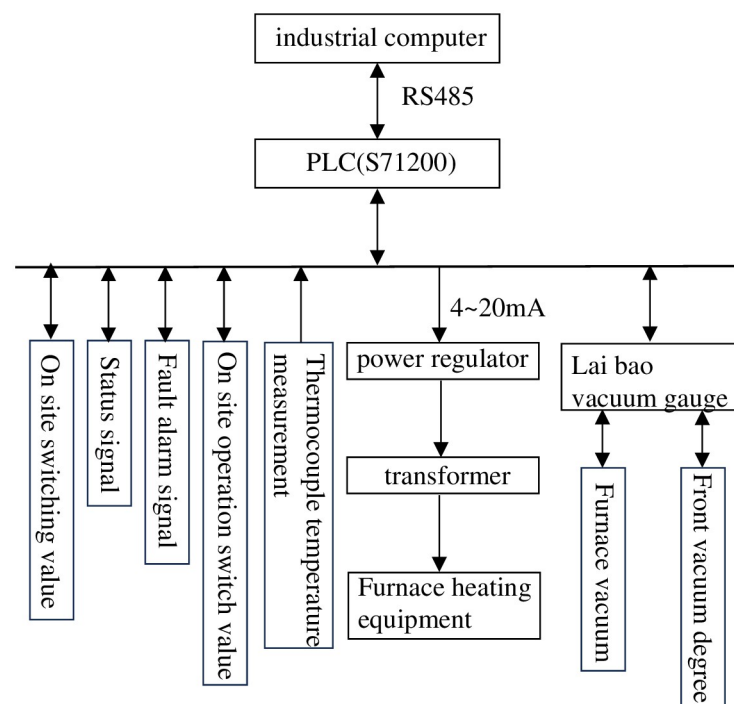 industrial computer
RS485
PLC(S71200)
4~20mA
On site switching value
Status signal
Fault alarm signal
On site operation switch value
Thermocouple temperature
measurement
power regulator
transformer
Furnace heating
equipment
Lai bao
vacuum gauge
Furnace vacuum
Front vacuum degree